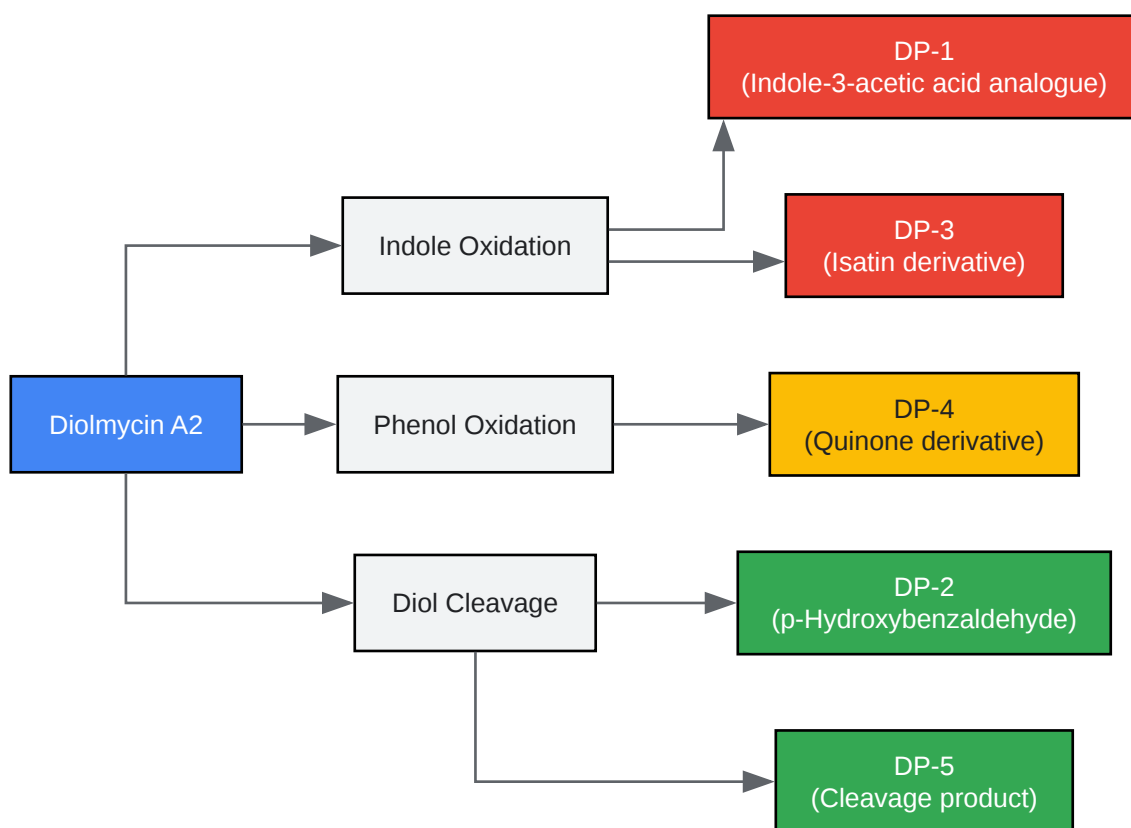 DP-1
(Indole-3-acetic acid analogue)
Indole Oxidation
DP-3
(Isatin derivative)
Diolmycin A2
Phenol Oxidation
DP-4
(Quinone derivative)
Diol Cleavage
DP-2
(p-Hydroxybenzaldehyde)
DP-5
(Cleavage product)